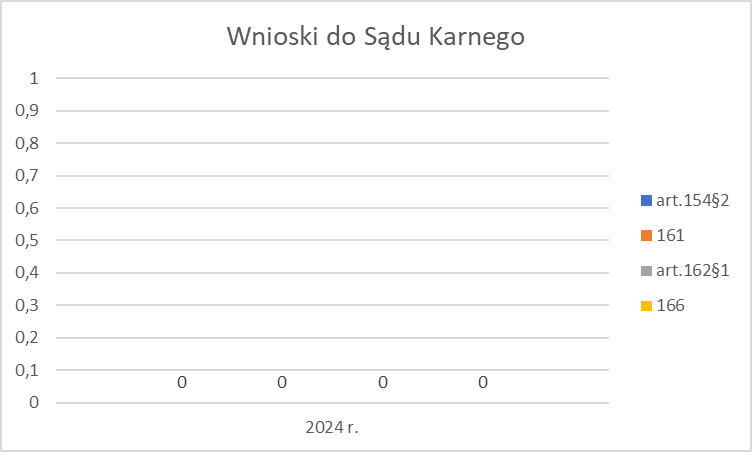 Wnioski do Sądu Karnego
1
0,9
0,8
0,7
0,6
0,5
0,4
0,3
0,2
0,1
0
0 0 0 0
2024 r.
art.154§2
161
art.162§1
166